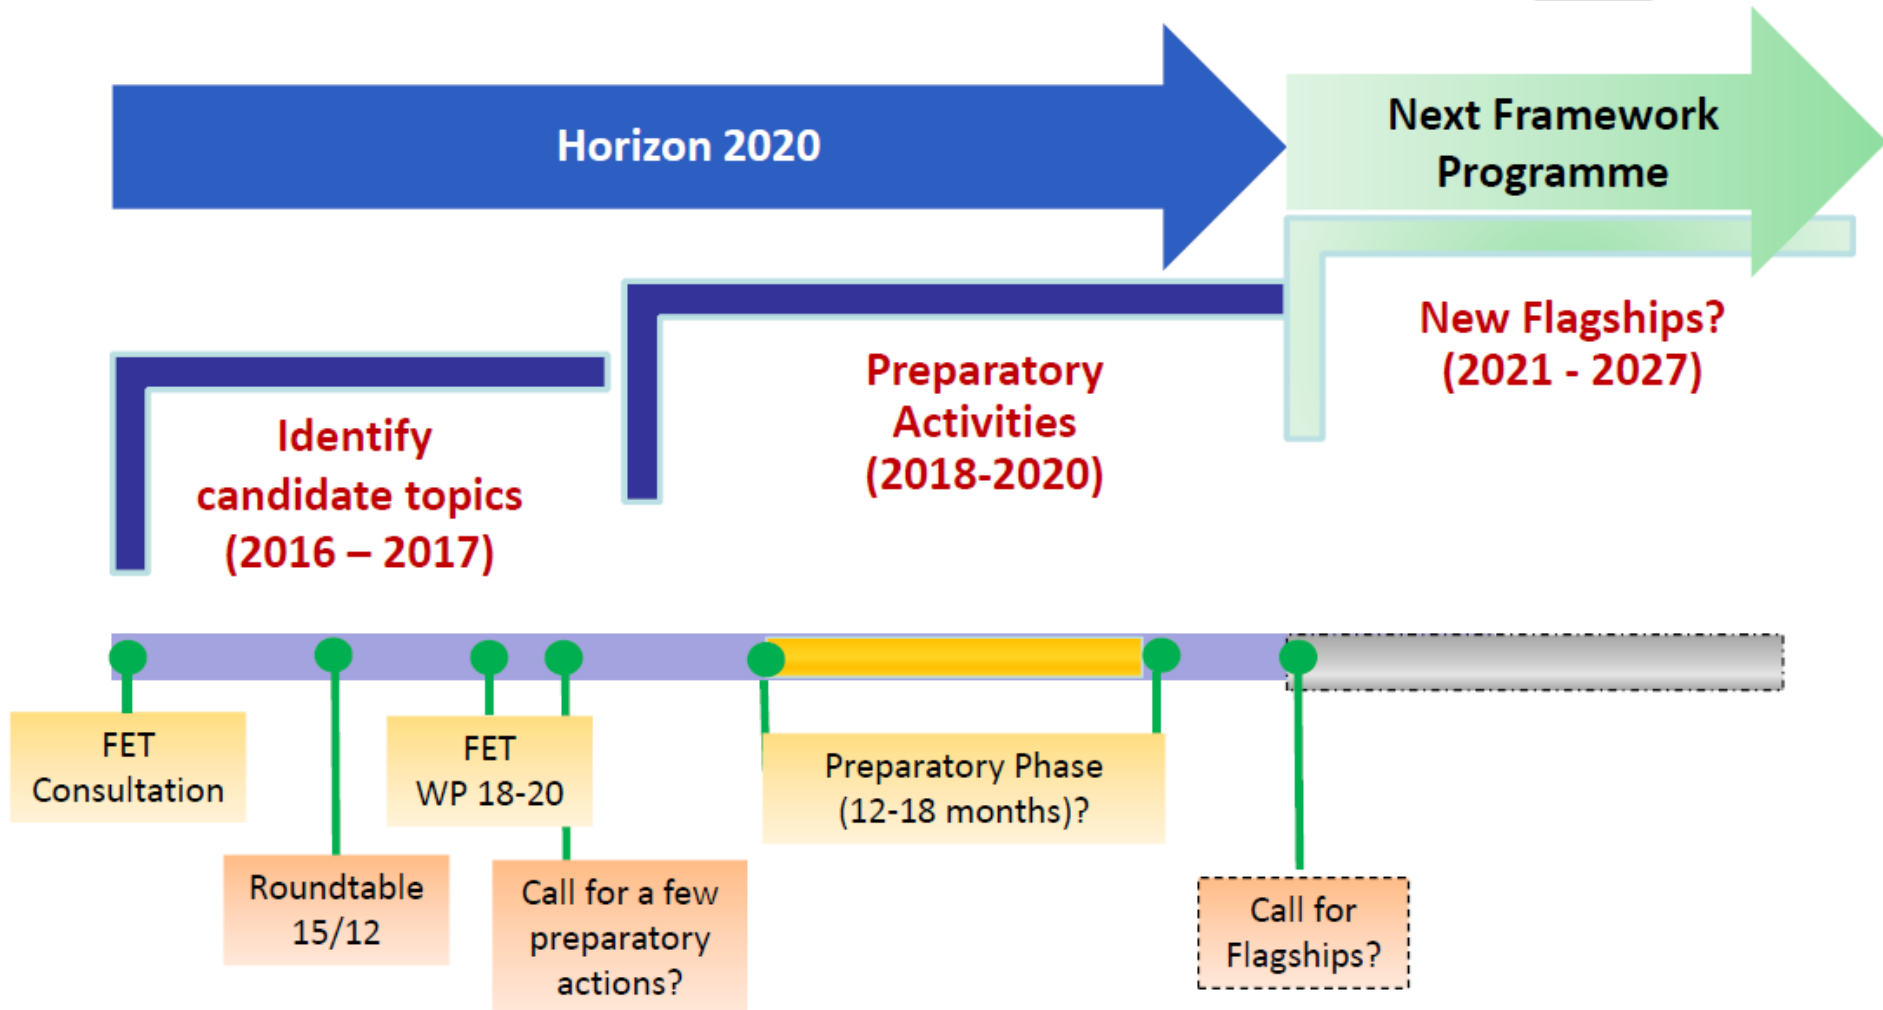 Horizon 2020
Next Framework
Programme
New Flagships?
(2021 - 2027)
Preparatory
Activities
(2018-2020)
Identify
candidate topics
(2016 – 2017)
FET
Consultation
FET
WP 18-20
Preparatory Phase
(12-18 months)?
Roundtable
15/12
Call for a few
preparatory
actions?
Call for
Flagships?